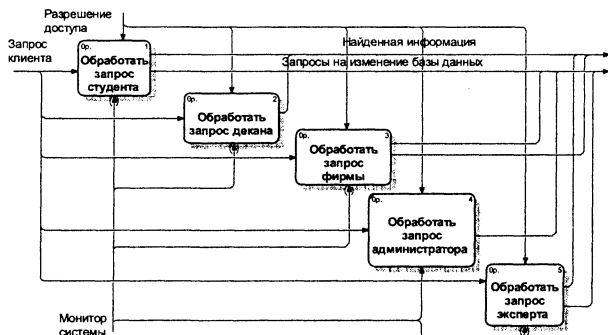 Разрешение
доступа
Запрос
клиента
Найденная информация
Запросы на изменение базы данных
0р. 1
Обработать
запрос
студента
0р. 2
Обработать
запрос декана
0р. 3
Обработать
запрос
фирмы
0р. 4
Обработать
запрос
администратора
0р. 5
Обработать
запрос
эксперта
Монитор
системы